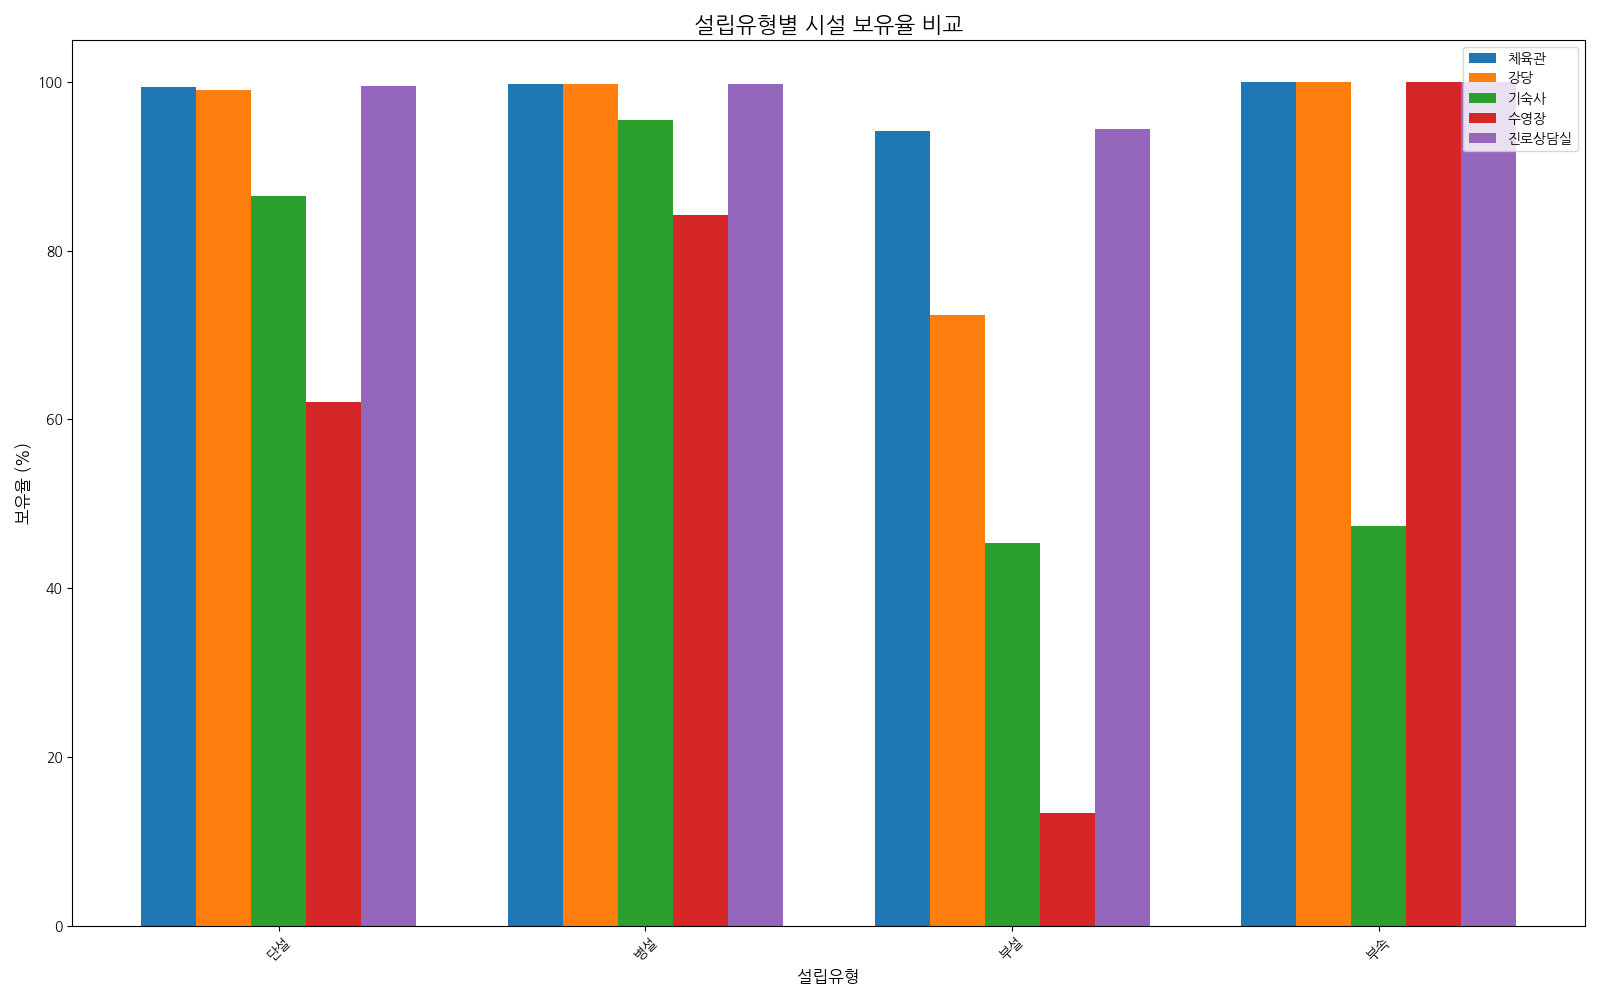 설립유형별 시설 보유율 비교
체육관
강당
기숙사
수영장
진로상담실
보유율 (%)
100
80
60
40
20
0
단설
병설
부설
부속
설립유형